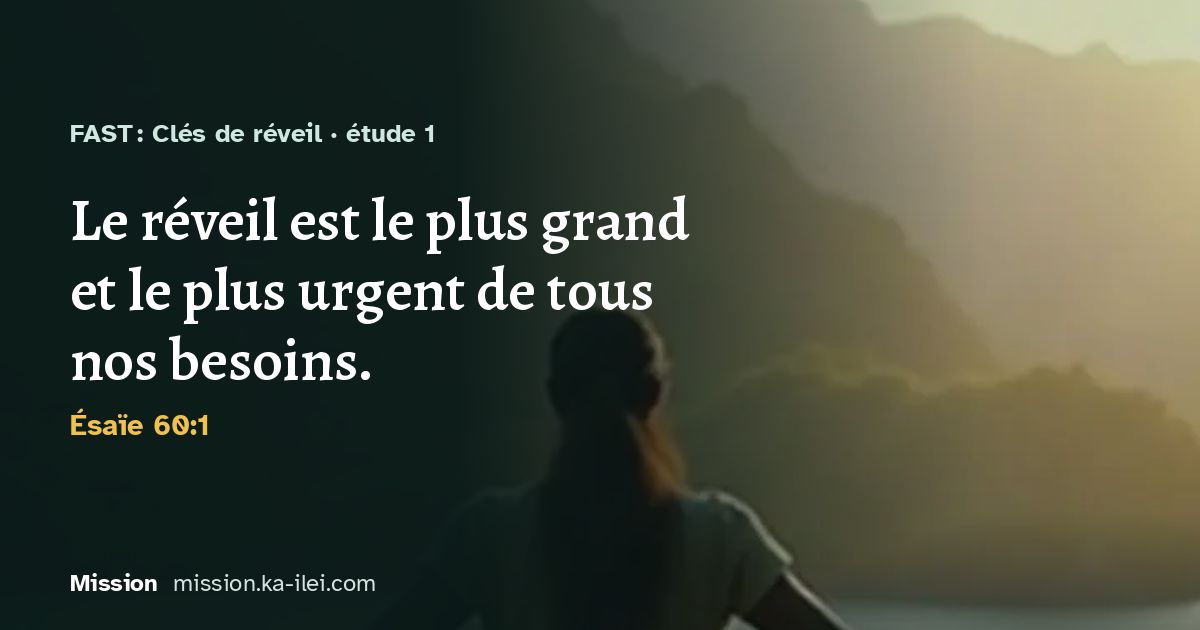 FAST : Clés de réveil · étude 1
Le réveil est le plus grand
et le plus urgent de tous
nos besoins.
Ésaïe 60:1
Mission mission.ka-ilei.com